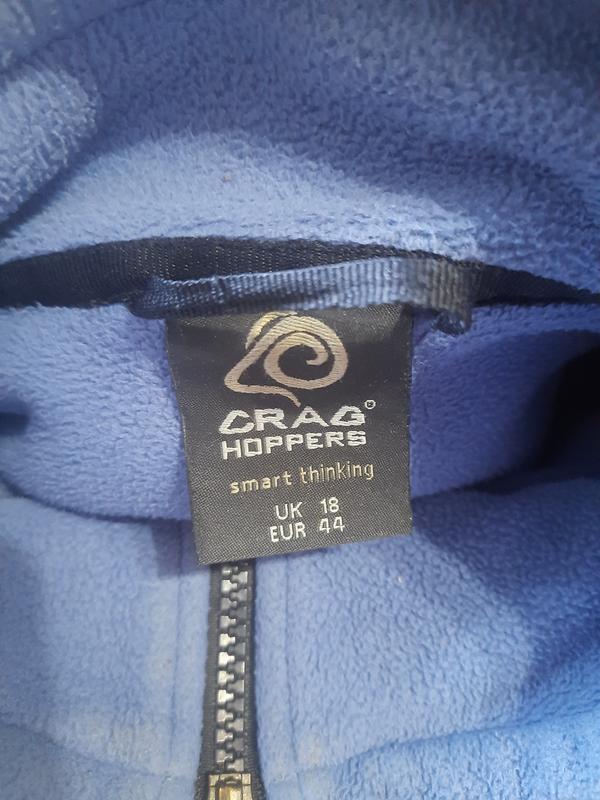 CRAG®
HOPPERS
smart thinking
UK 18
EUR 44